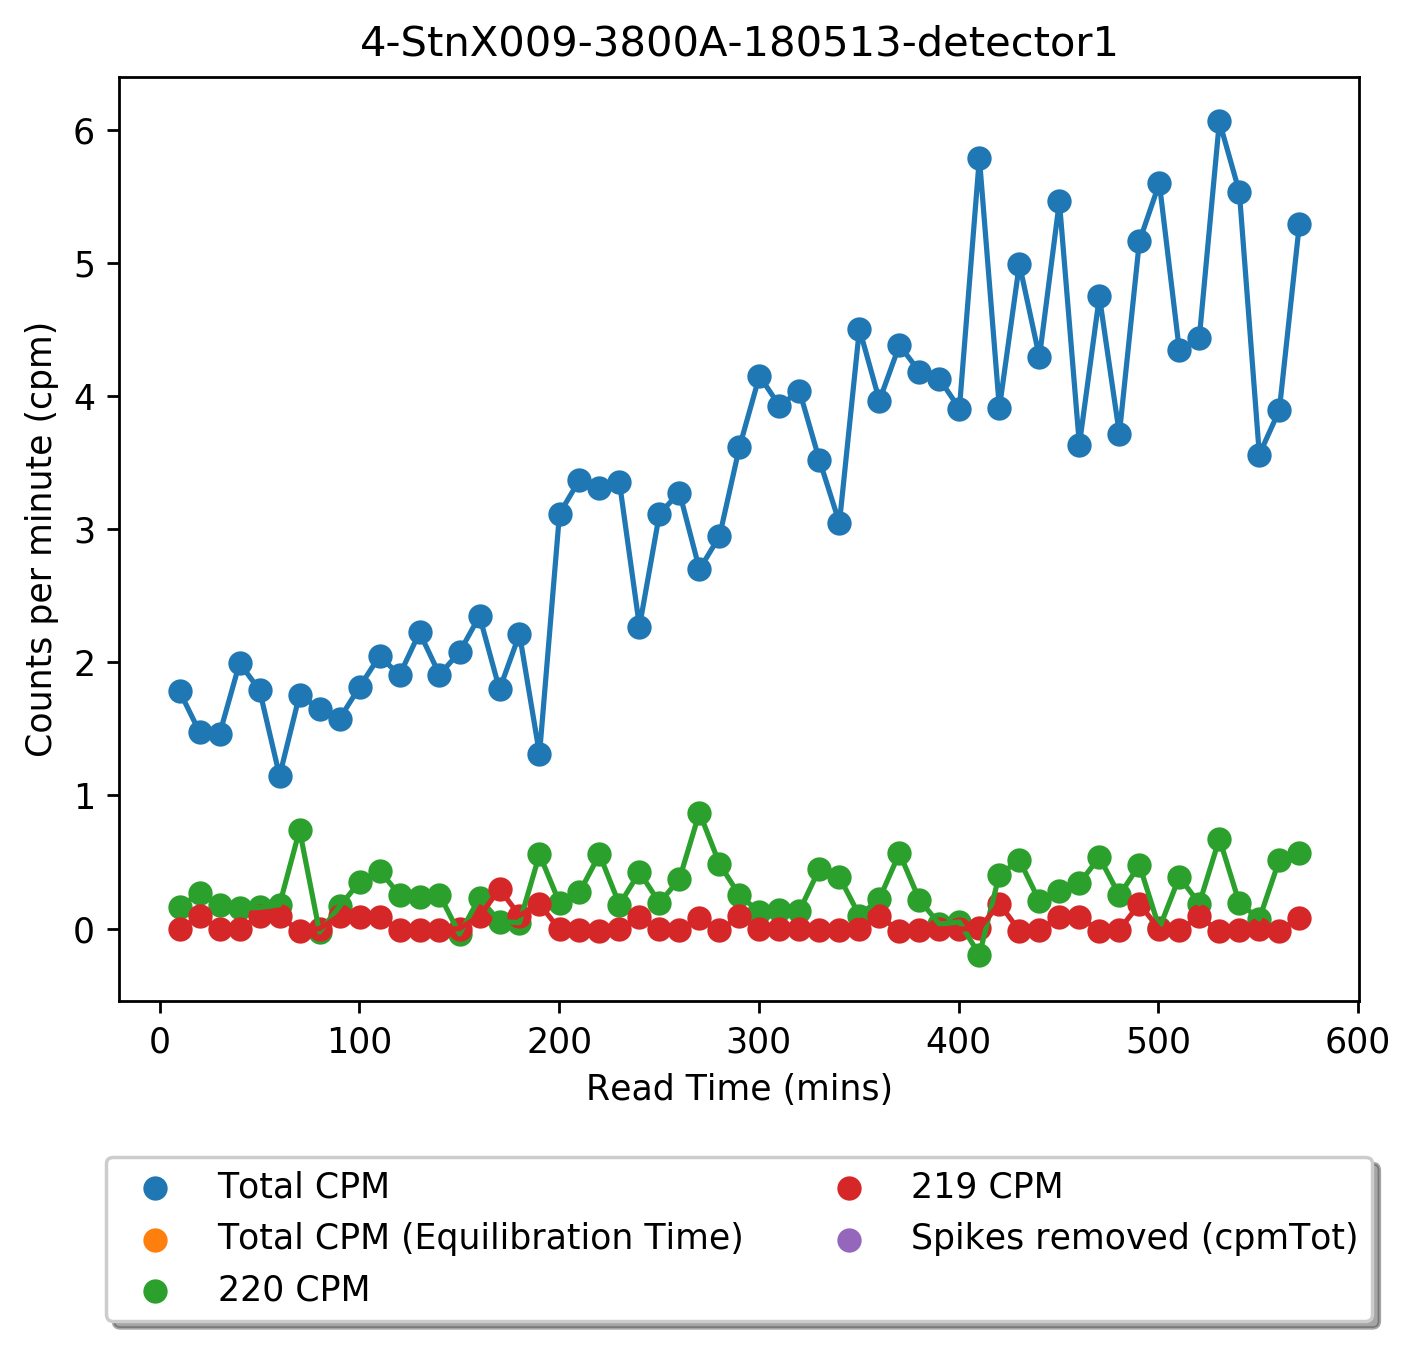 4-StnX009-3800A-180513-detector1
6
5
4
3
2
1
0
Counts per minute (cpm)
0 100 200 300 400 500 600
Read Time (mins)
Total CPM
Total CPM (Equilibration Time)
220 CPM
219 CPM
Spikes removed (cpmTot)